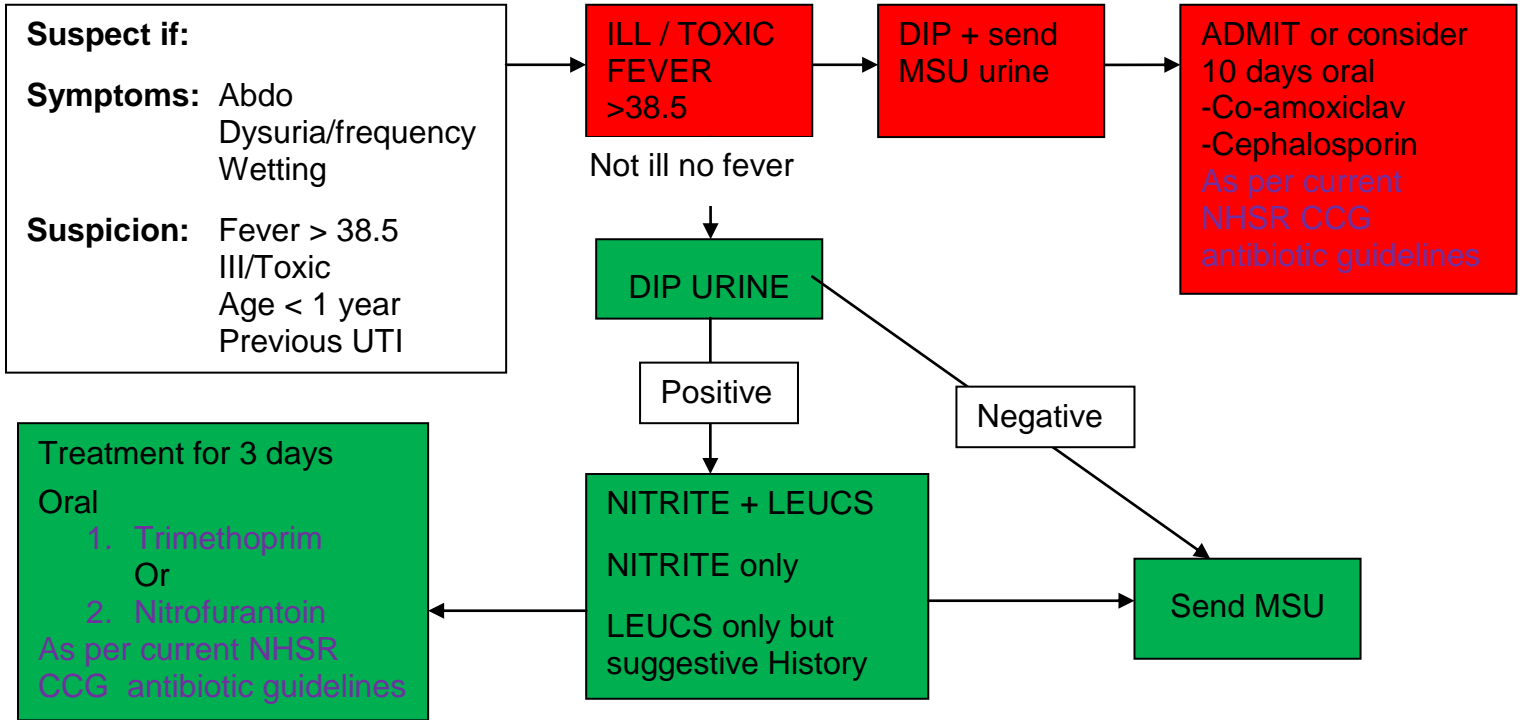 Suspect if:
Symptoms: Abdo
Dysuria/frequency
Wetting
Suspicion: Fever > 38.5
III/Toxic
Age < 1 year
Previous UTI
ILL / TOXIC
FEVER
>38.5
DIP + send
MSU urine
ADMIT or consider
10 days oral
-Co-amoxiclav
-Cephalosporin
As per current
NHSR CCG
antibiotic guidelines
Not ill no fever
DIP URINE
Positive
Negative
Treatment for 3 days
Oral
1. Trimethoprim
Or
2. Nitrofurantoin
As per current NHSR
CCG antibiotic guidelines
NITRITE + LEUCS
NITRITE only
LEUCS only but
suggestive History
Send MSU